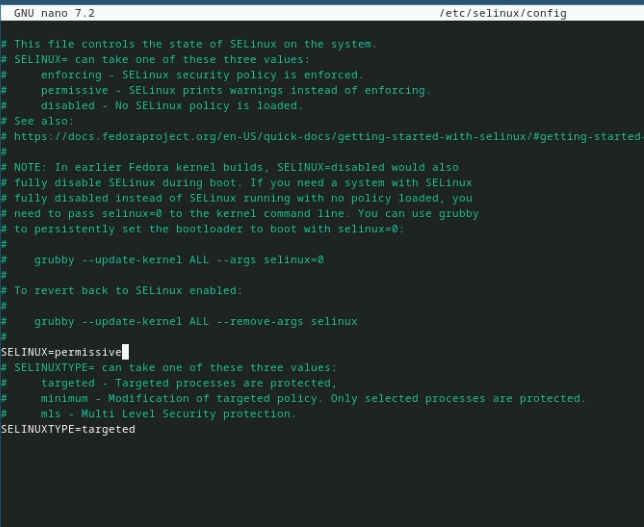 GNU nano 7.2 /etc/selinux/config
# This file controls the state of SELinux on the system.
# SELINUX= can take one of these three values:
#     enforcing - SELinux security policy is enforced.
#     permissive - SELinux prints warnings instead of enforcing.
#     disabled - No SELinux policy is loaded.
# See also:
# https://docs.fedoraproject.org/en-US/quick-docs/getting-started-with-selinux/#getting-started-
#
# NOTE: In earlier Fedora kernel builds, SELINUX=disabled would also
# fully disable SELinux during boot. If you need a system with SELinux
# fully disabled instead of SELinux running with no policy loaded, you
# need to pass selinux=0 to the kernel command line. You can use grubby
# to persistently set the bootloader to boot with selinux=0:
#
#    grubby --update-kernel ALL --args selinux=0
#
# To revert back to SELinux enabled:
#
#    grubby --update-kernel ALL --remove-args selinux
#
SELINUX=permissive
# SELINUXTYPE= can take one of these three values:
#     targeted - Targeted processes are protected,
#     minimum - Modification of targeted policy. Only selected processes are protected.
#     mls - Multi Level Security protection.
SELINUXTYPE=targeted